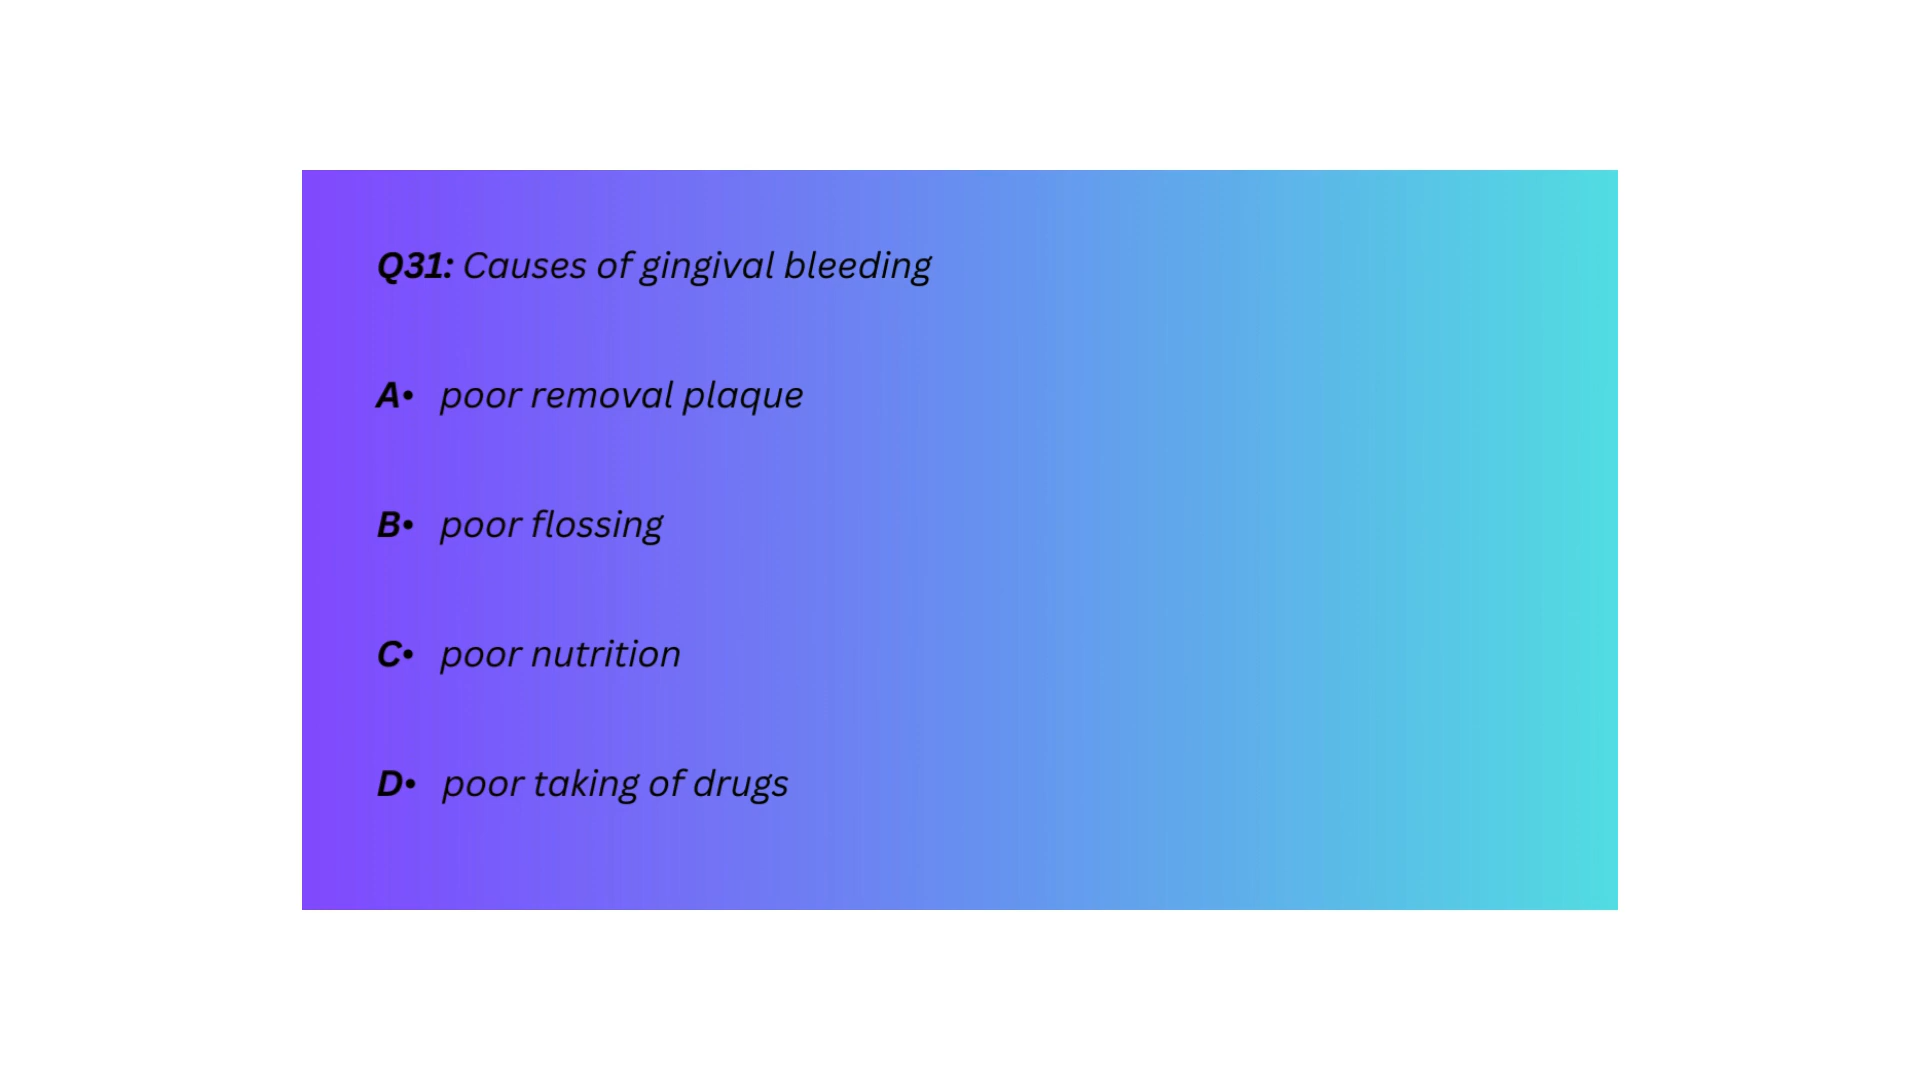 Q31: Causes of gingival bleeding
A• poor removal plaque
B• poor flossing
C• poor nutrition
D• poor taking of drugs